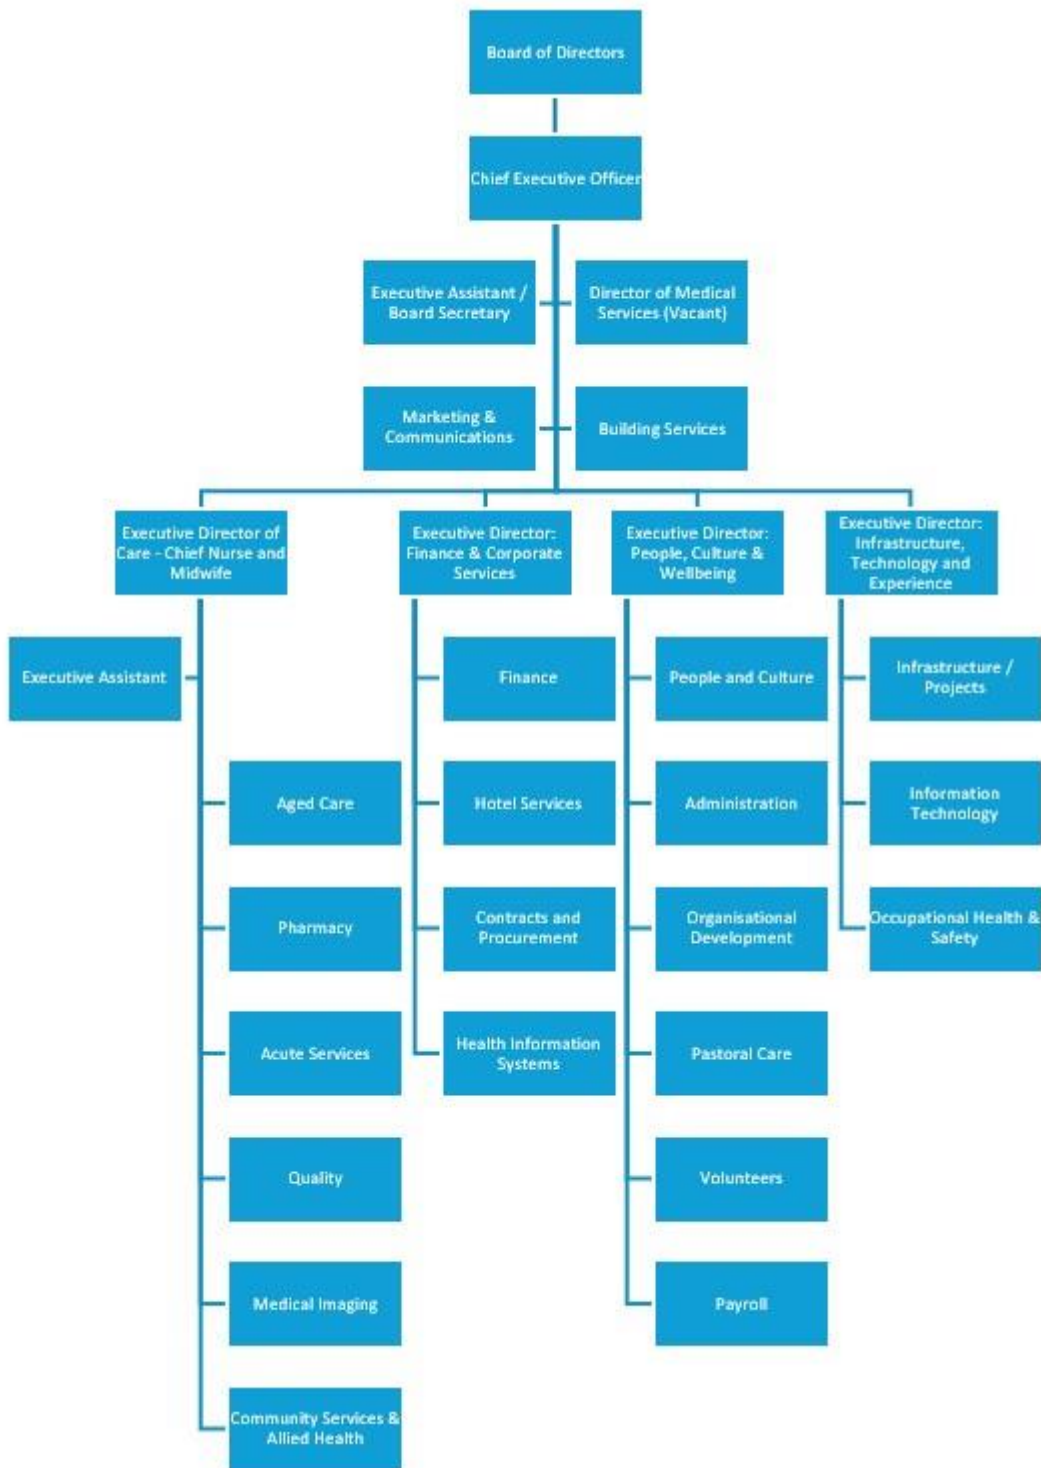 Board of Directors
Chief Executive Officer
Executive Assistant /
Board Secretary
Director of Medical
Services (Vacant)
Marketing &
Communications
Building Services
Executive Director of
Care - Chief Nurse and
Midwife
Executive Director:
Finance & Corporate
Services
Executive Director:
People, Culture &
Wellbeing
Executive Director:
Infrastructure,
Technology and
Experience
Executive Assistant
Finance
People and Culture
Infrastructure /
Projects
Aged Care
Hotel Services
Administration
Information
Technology
Pharmacy
Contracts and
Procurement
Organisational
Development
Occupational Health &
Safety
Acute Services
Health Information
Systems
Pastoral Care
Quality
Volunteers
Medical Imaging
Payroll
Community Services &
Allied Health